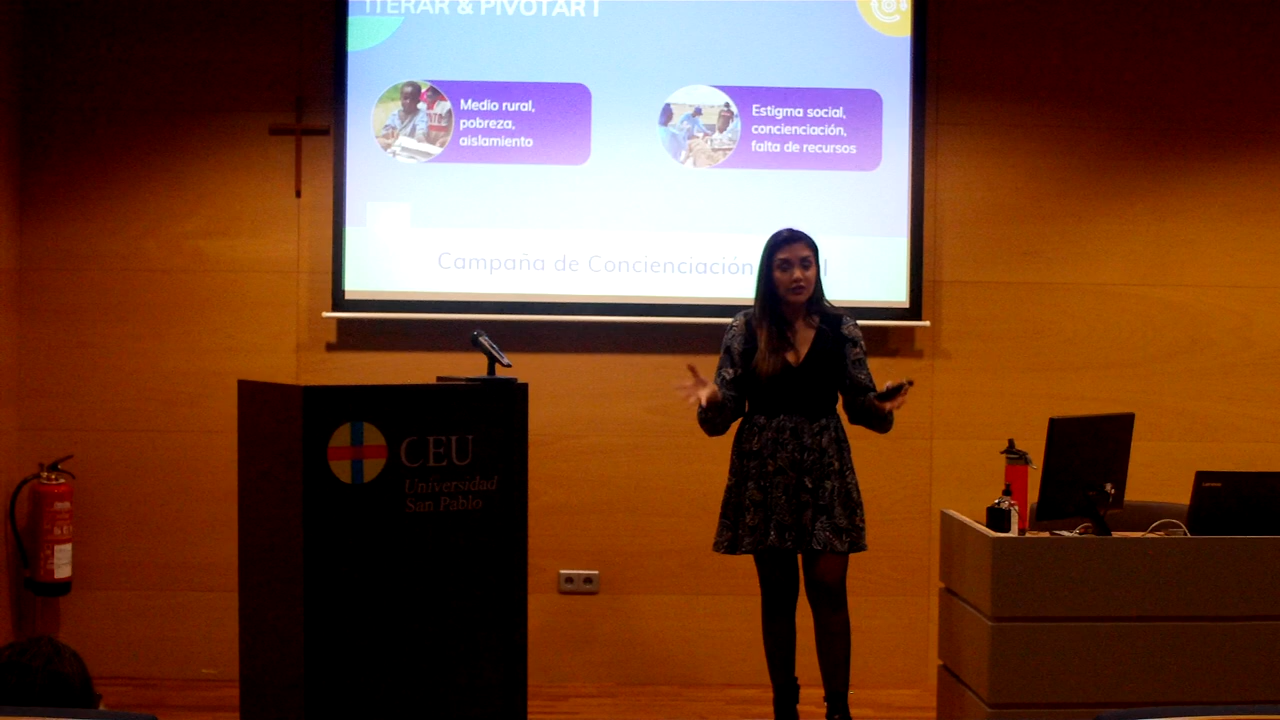 ITERAR & PIVOTAR I
Medio rural,
pobreza,
aislamiento
Estigma social,
concienciación,
falta de recursos
Campaña de Concienciación
CEU
Universidad
San Pablo